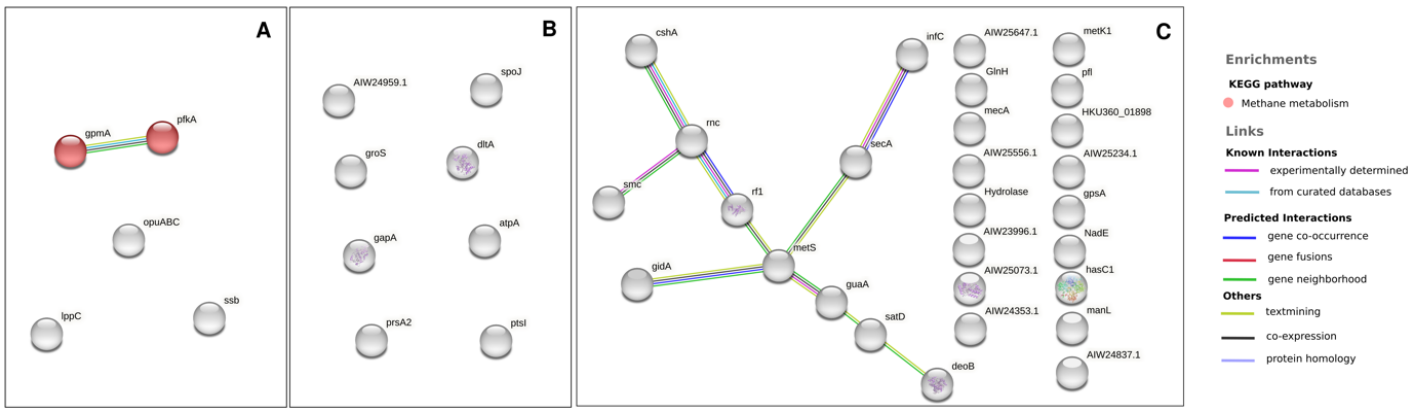 A
gpmA
pfkA
opuABC
lppC
ssb
B
AIW24959.1
spoJ
groS
dltA
gapA
atpA
prsA2
ptsI
C
cshA
infC
rnc
secA
smc
rf1
metS
gidA
guaA
satD
deoB
AIW25647.1
GlnH
mecA
AIW25556.1
Hydrolase
AIW23996.1
AIW25073.1
AIW24353.1
metK1
pfl
HKU360_01898
AIW25234.1
gpsA
NadE
hasC1
manL
AIW24837.1
Enrichments
KEGG pathway
Methane metabolism
Links
Known Interactions
experimentally determined
from curated databases
Predicted Interactions
gene co-occurrence
gene fusions
gene neighborhood
Others
textmining
co-expression
protein homology